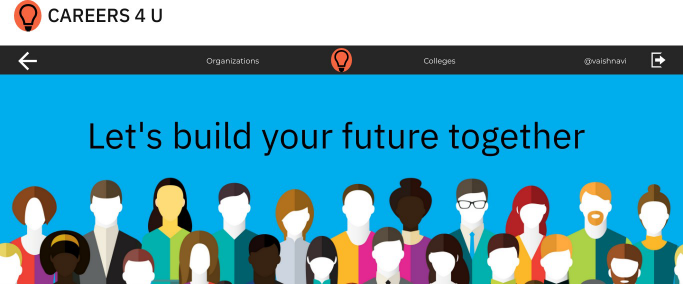 CAREERS 4 U
Organizations Colleges @vaishnavi
Let's build your future together